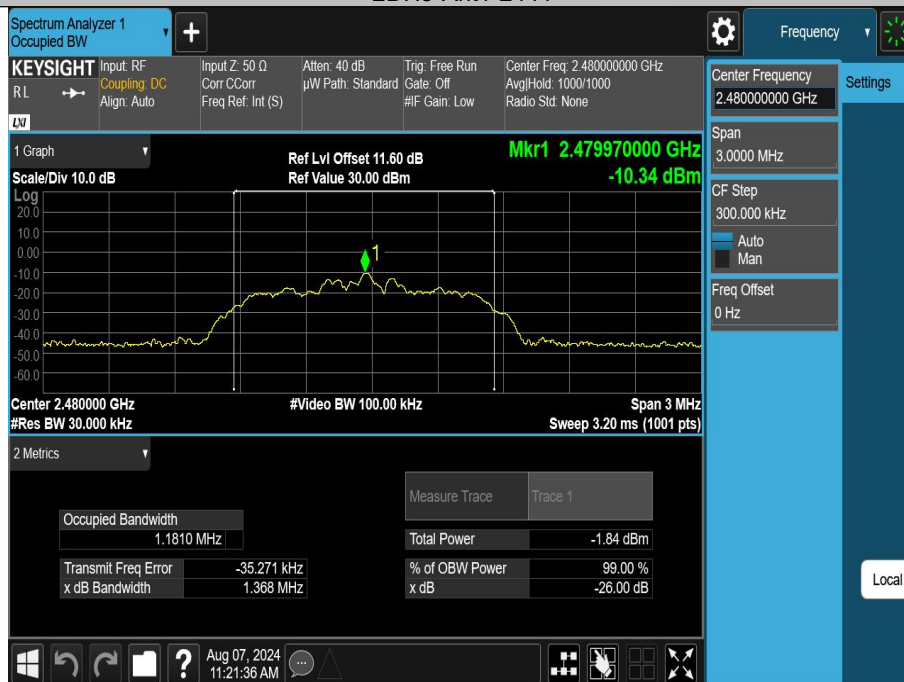 Spectrum Analyzer 1
Occupied BW
Frequency
KEYSIGHT
RL
LXI
Input: RF
Coupling: DC
Align: Auto
Input Z: 50 Ω
Corr CCorr
Freq Ref: Int (S)
Atten: 40 dB
µW Path: Standard
Trig: Free Run
Gate: Off
#IF Gain: Low
Center Freq: 2.480000000 GHz
Avg|Hold: 1000/1000
Radio Std: None
Center Frequency
2.480000000 GHz
Settings
Span
3.0000 MHz
CF Step
300.000 kHz
Auto
Man
Freq Offset
0 Hz
Local
1 Graph
Scale/Div 10.0 dB
Ref Lvl Offset 11.60 dB
Ref Value 30.00 dBm
Mkr1 2.479970000 GHz
-10.34 dBm
Log
20.0
10.0
0.00
-10.0
-20.0
-30.0
-40.0
-50.0
-60.0
1
Center 2.480000 GHz
#Video BW 100.00 kHz
Span 3 MHz
#Res BW 30.000 kHz
Sweep 3.20 ms (1001 pts)
2 Metrics
Measure Trace
Trace 1
Occupied Bandwidth
1.1810 MHz
Total Power
-1.84 dBm
Transmit Freq Error
-35.271 kHz
% of OBW Power
99.00 %
x dB Bandwidth
1.368 MHz
x dB
-26.00 dB
Aug 07, 2024
11:21:36 AM